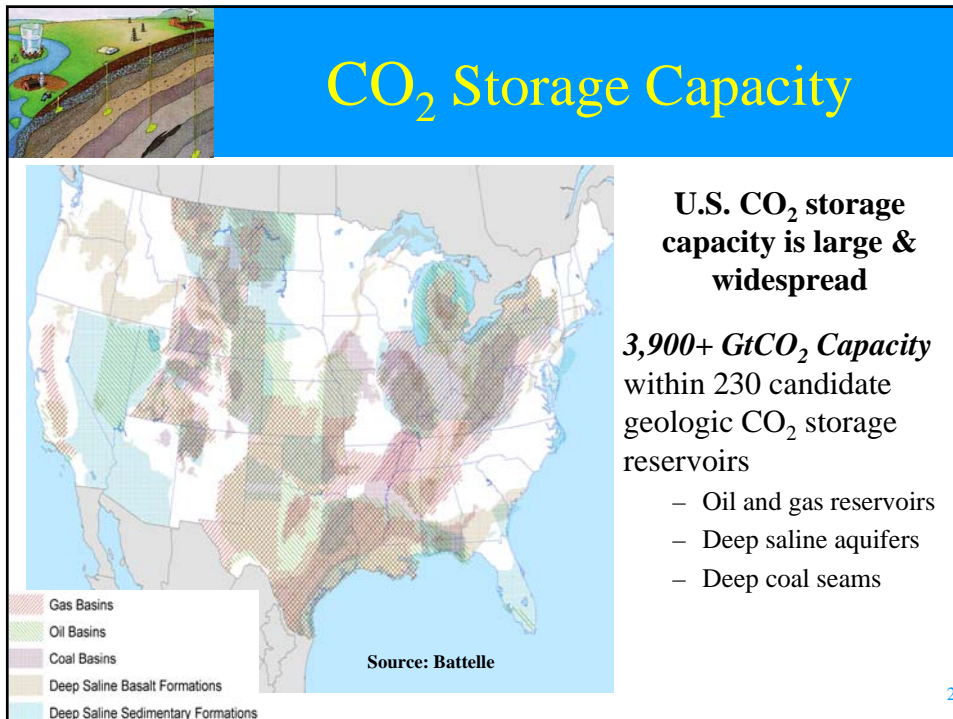 CO₂ Storage Capacity
U.S. CO₂ storage
capacity is large &
widespread
3,900+ GtCO₂ Capacity
within 230 candidate
geologic CO₂ storage
reservoirs
– Oil and gas reservoirs
– Deep saline aquifers
– Deep coal seams
Gas Basins
Oil Basins
Coal Basins
Deep Saline Basalt Formations
Deep Saline Sedimentary Formations
Source: Battelle
2